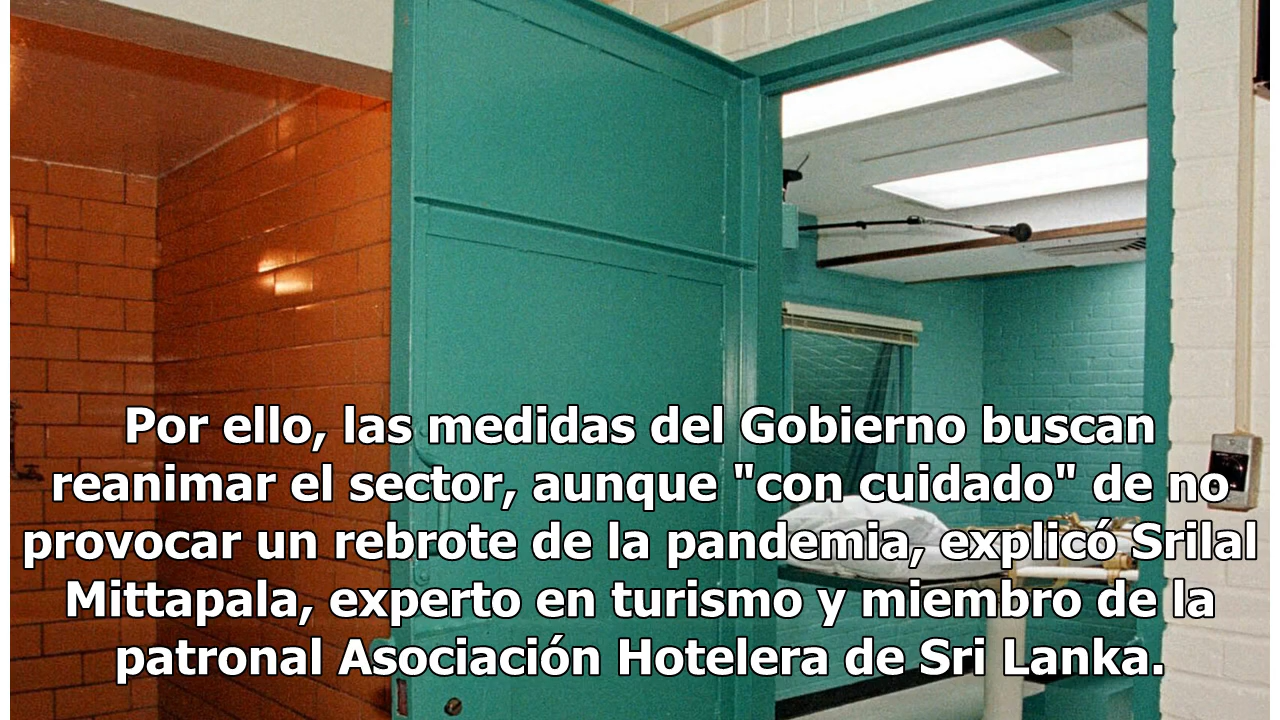 Por ello, las medidas del Gobierno buscan
reanimar el sector, aunque "con cuidado" de no
provocar un rebrote de la pandemia, explicó Srilal
Mittapala, experto en turismo y miembro de la
patronal Asociación Hotelera de Sri Lanka.